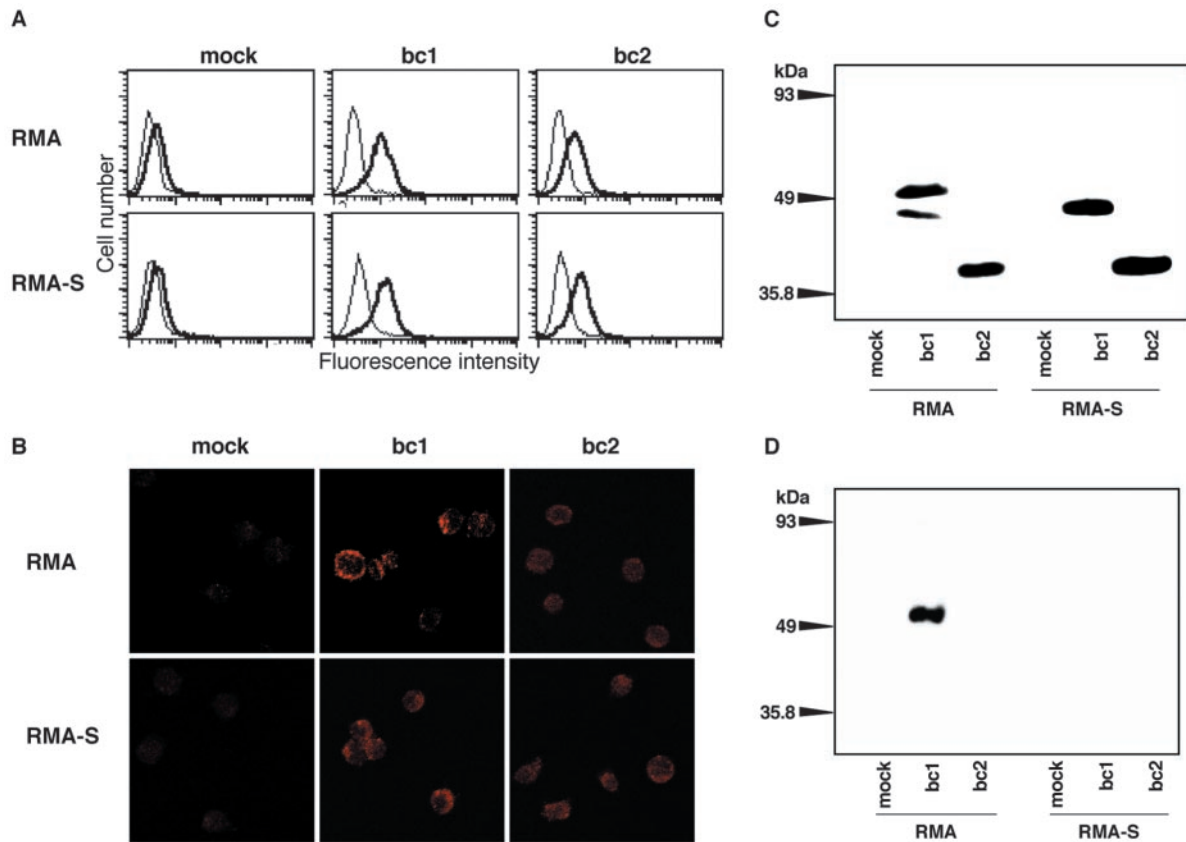 A
mock bc1 bc2
RMA
RMA-S
Cell number
Fluorescence intensity
B
mock bc1 bc2
RMA
RMA-S
C
kDa
93
49
35.8
mock bc1 bc2 mock bc1 bc2
RMA RMA-S
D
kDa
93
49
35.8
mock bc1 bc2 mock bc1 bc2
RMA RMA-S